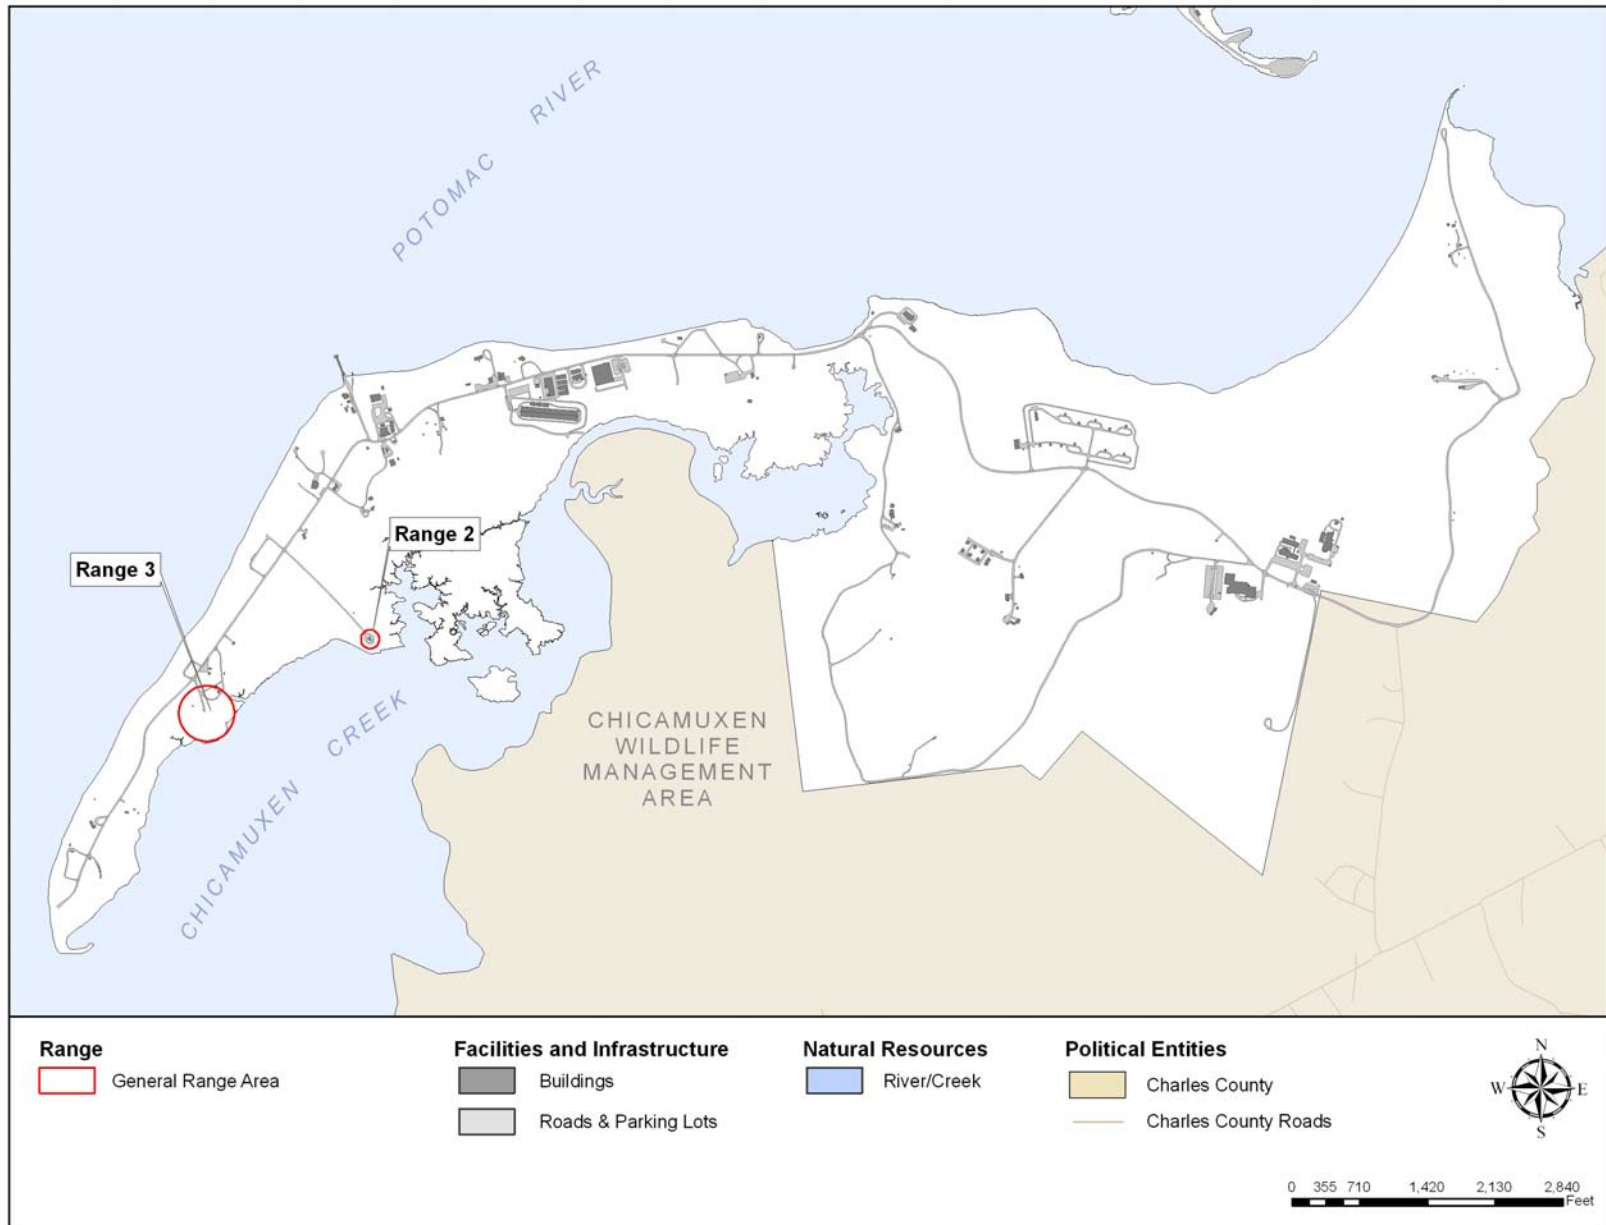 POTOMAC RIVER
Range 2
Range 3
CHICAMUXEN CREEK
CHICAMUXEN
WILDLIFE
MANAGEMENT
AREA
Range
General Range Area
Facilities and Infrastructure
Buildings
Roads & Parking Lots
Natural Resources
River/Creek
Political Entities
Charles County
Charles County Roads
N
W E
S
0 355 710 1,420 2,130 2,840
Feet